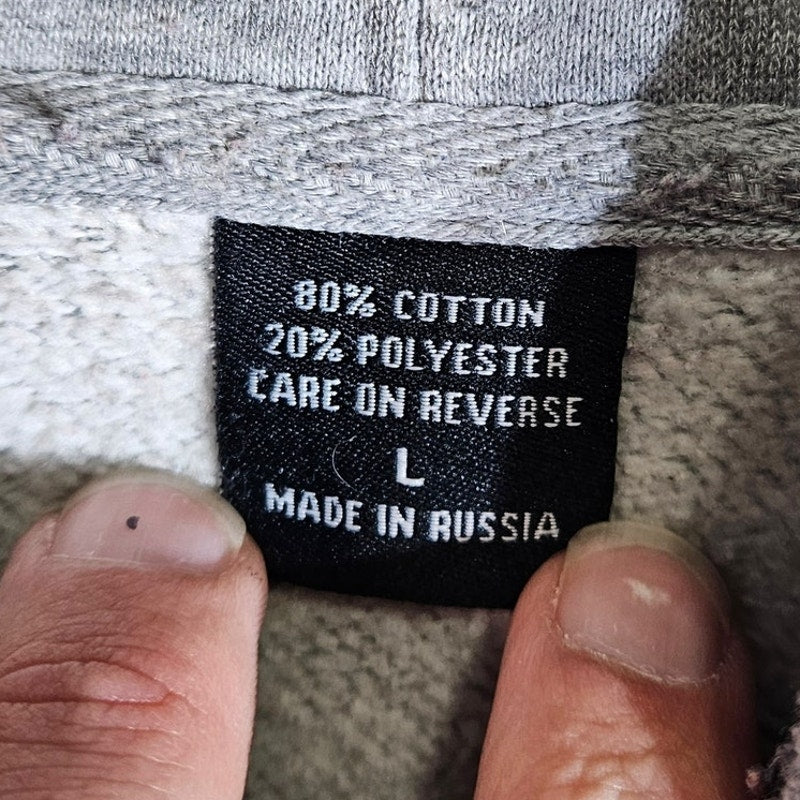 80% COTTON
20% POLYESTER
CARE ON REVERSE
L
MADE IN RUSSIA